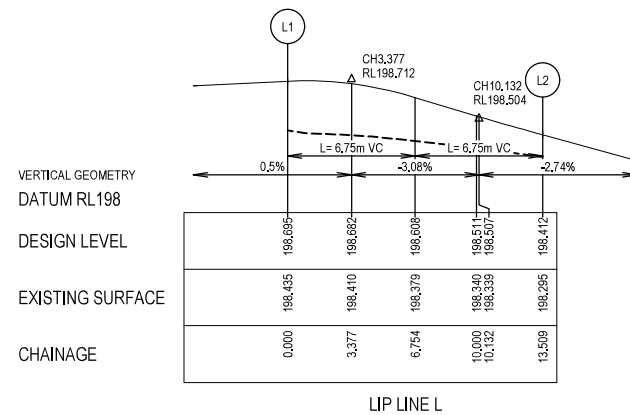 L1
CH3.377
RL198.712
CH10.132
RL198.504
L2
L= 6.75m VC
L= 6.75m VC
0.5%
-3.08%
-2.74%
VERTICAL GEOMETRY
DATUM RL198
DESIGN LEVEL
198.695
198.682
198.608
198.511
198.507
198.412
EXISTING SURFACE
198.435
198.410
198.379
198.340
198.339
198.295
CHAINAGE
0.000
3.377
6.754
10.000
10.132
13.509
LIP LINE L